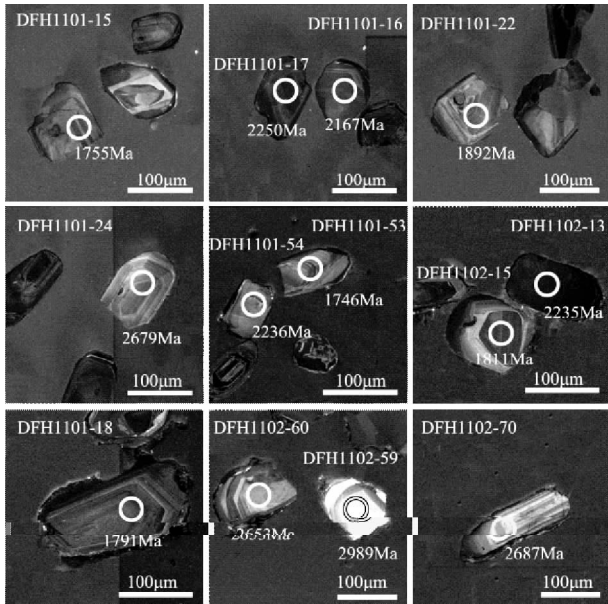 DFH1101-15
1755Ma
100μm
DFH1101-16
DFH1101-17
2250Ma
2167Ma
100μm
DFH1101-22
1892Ma
100μm
DFH1101-24
2679Ma
100μm
DFH1101-53
DFH1101-54
1746Ma
2236Ma
100μm
DFH1102-13
DFH1102-15
2235Ma
1811Ma
100μm
DFH1101-18
1791Ma
100μm
DFH1102-60
DFH1102-59
2989Ma
100μm
DFH1102-70
2687Ma
100μm